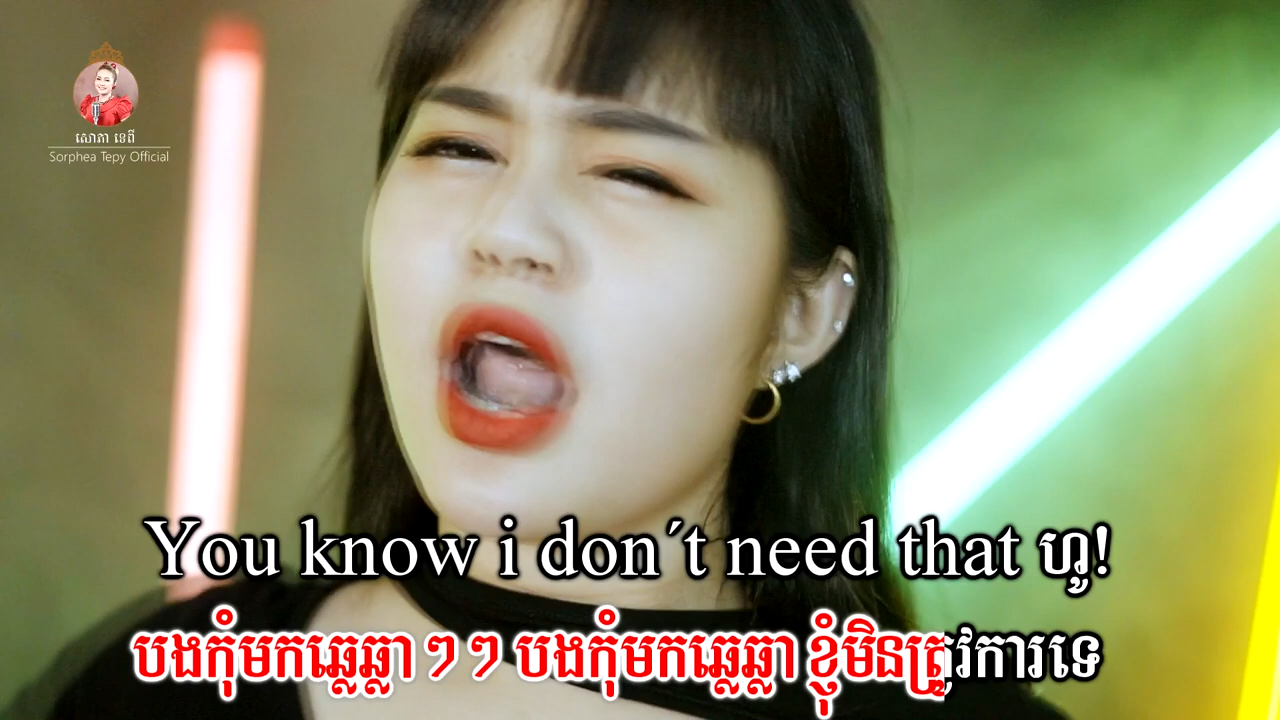 សោភា ទេពី
Sorphea Tepy Official
You know i don´t need that ហូ!
បងកុំមកឆ្លេឆ្លា ៗ ៗ បងកុំមកឆ្លេឆ្លា ខ្ញុំមិនត្រូវការទេ